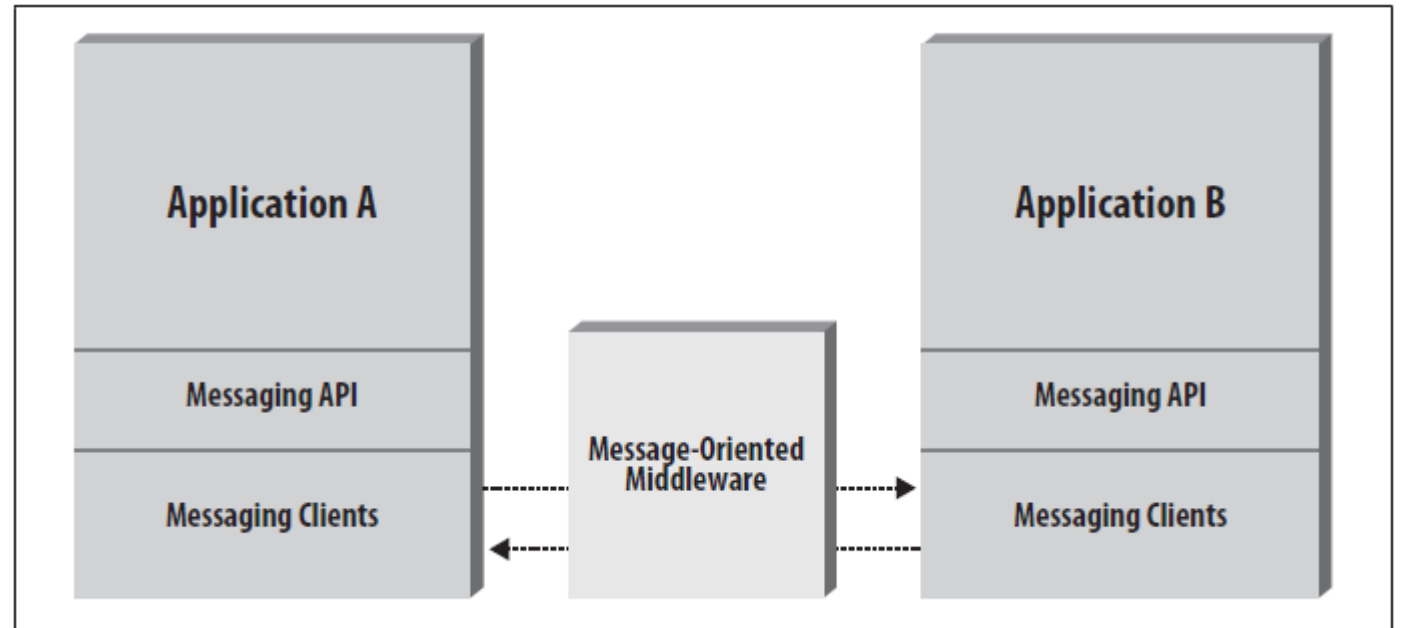 Application A
Application B
Messaging API
Messaging API
Message-Oriented
Middleware
Messaging Clients
Messaging Clients